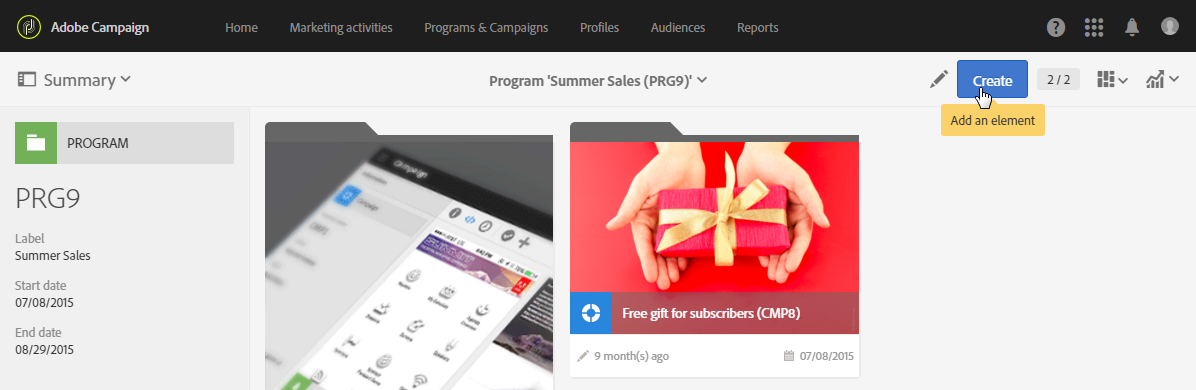 Adobe Campaign
Home
Marketing activities
Programs & Campaigns
Profiles
Audiences
Reports
?
Summary
Program 'Summer Sales (PRG9)'
Create
2 / 2
Add an element
PROGRAM
PRG9
Label
Summer Sales
Start date
07/08/2015
End date
08/29/2015
Campaign
Campaign
Free gift for subscribers (CMP8)
9 month(s) ago
07/08/2015